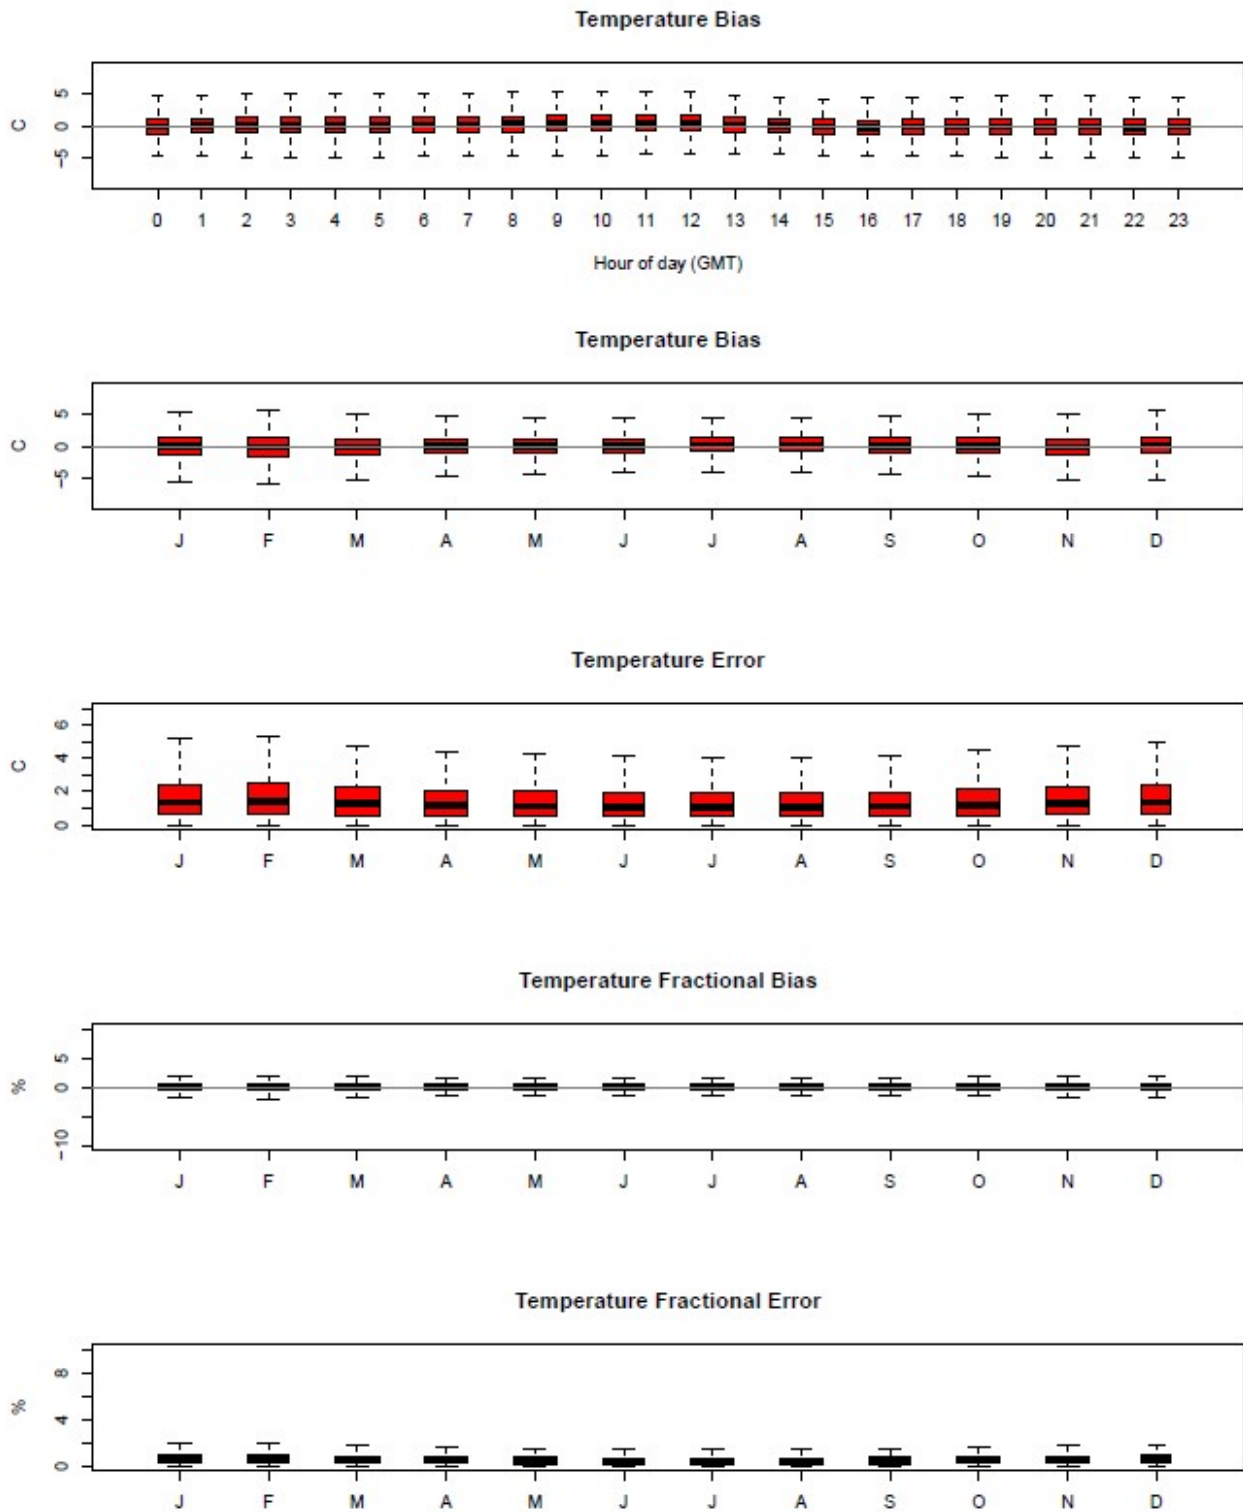 Temperature Bias
5
0
-5
C
0 1 2 3 4 5 6 7 8 9 10 11 12 13 14 15 16 17 18 19 20 21 22 23
Hour of day (GMT)
Temperature Bias
5
0
-5
C
J F M A M J J A S O N D
Temperature Error
6
4
2
0
C
J F M A M J J A S O N D
Temperature Fractional Bias
5
0
-10
%
J F M A M J J A S O N D
Temperature Fractional Error
8
4
0
%
J F M A M J J A S O N D